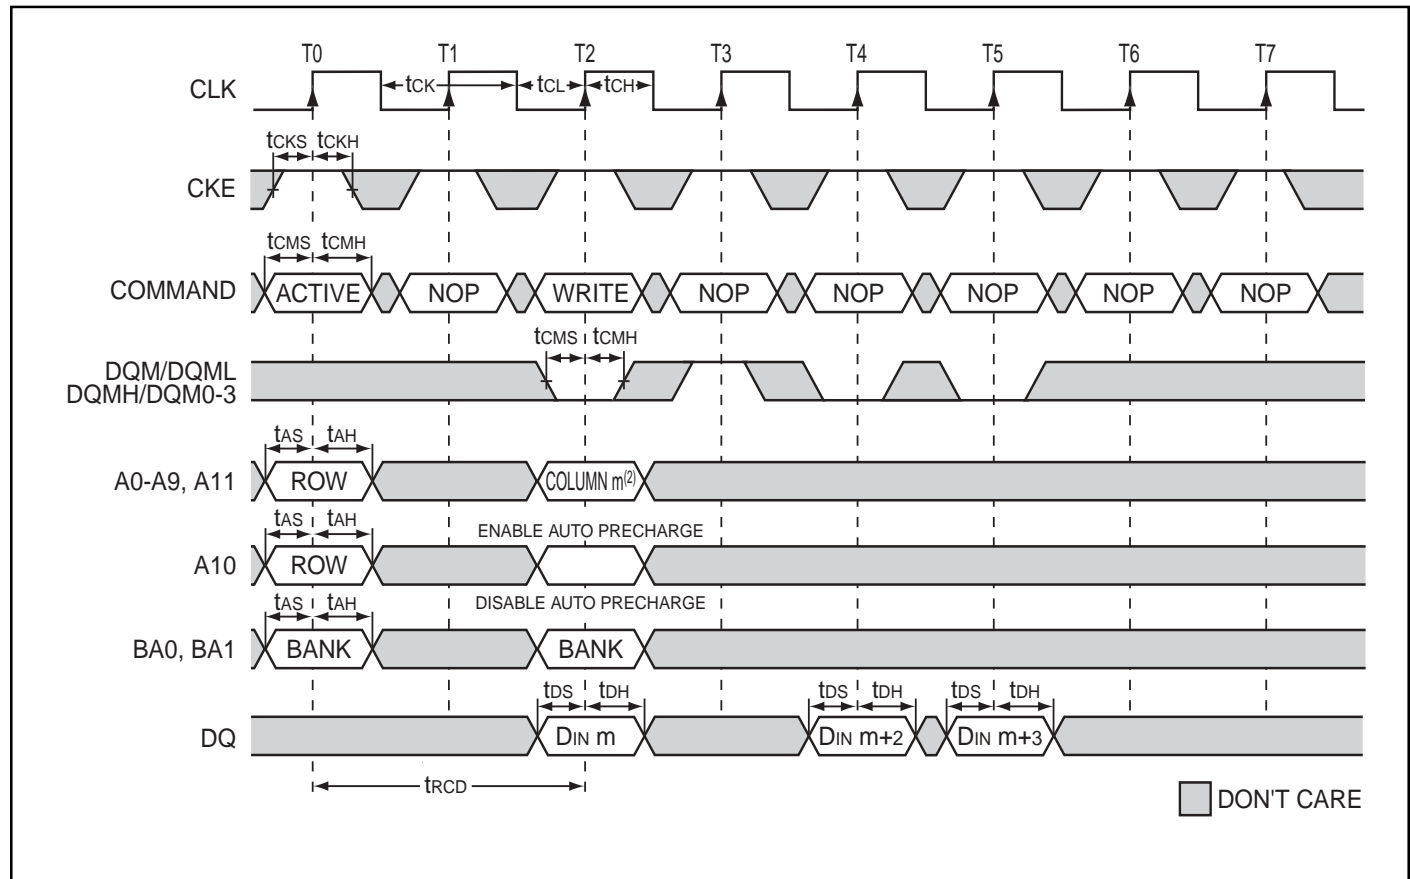 T0 T1 T2 T3 T4 T5 T6 T7
CLK tCK tCL tCH
tCKS tCKH
CKE
tCMS tCMH
COMMAND ACTIVE NOP WRITE NOP NOP NOP NOP NOP
tCMS tCMH
DQM/DQML
DQMH/DQM0-3
tAS tAH
A0-A9, A11 ROW COLUMN m(2)
tAS tAH ENABLE AUTO PRECHARGE
A10 ROW
DISABLE AUTO PRECHARGE
tAS tAH
BA0, BA1 BANK BANK
tDS tDH tDS tDH tDS tDH
DQ DIN m DIN m+2 DIN m+3
tRCD
DON'T CARE